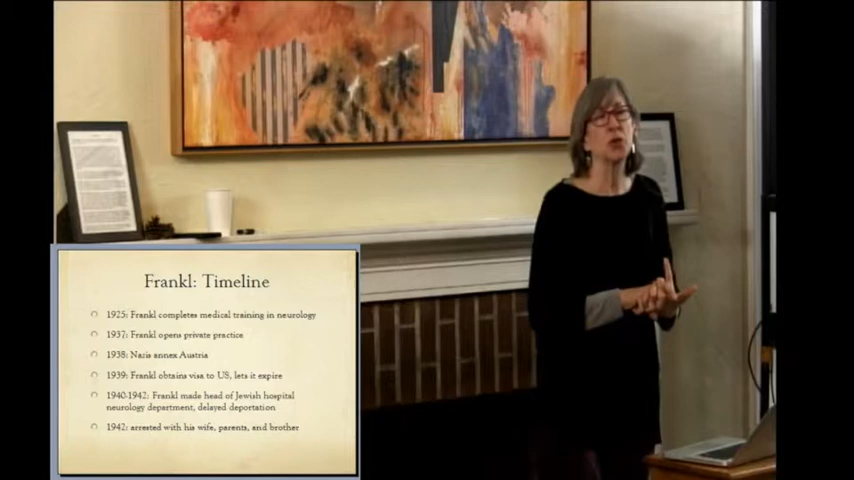 Frankl: Timeline
1925: Frankl completes medical training in neurology
1937: Frankl opens private practice
1938: Nazis annex Austria
1939: Frankl obtains visa to US, lets it expire
1940-1942: Frankl made head of Jewish hospital
neurology department, delayed deportation
1942: arrested with his wife, parents, and brother